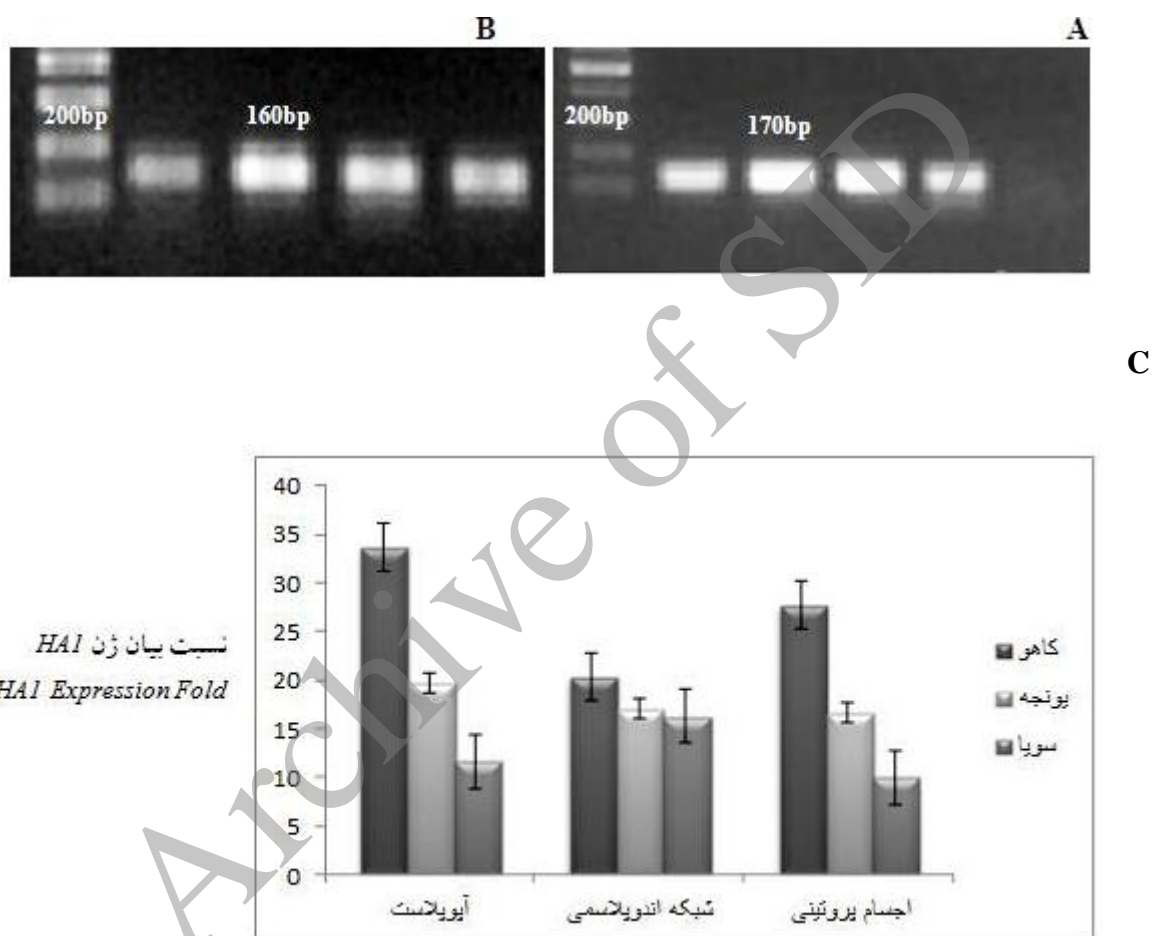 B
A
200bp
160bp
200bp
170bp
C
40
35
30
25
20
15
10
5
0
نسبت بیان ژن HA1
HA1 Expression Fold
کاهو
یونجه
سویا
آپوپلاست
شبکه اندوپلاسمی
اجسام پروتئینی
Archive of SID